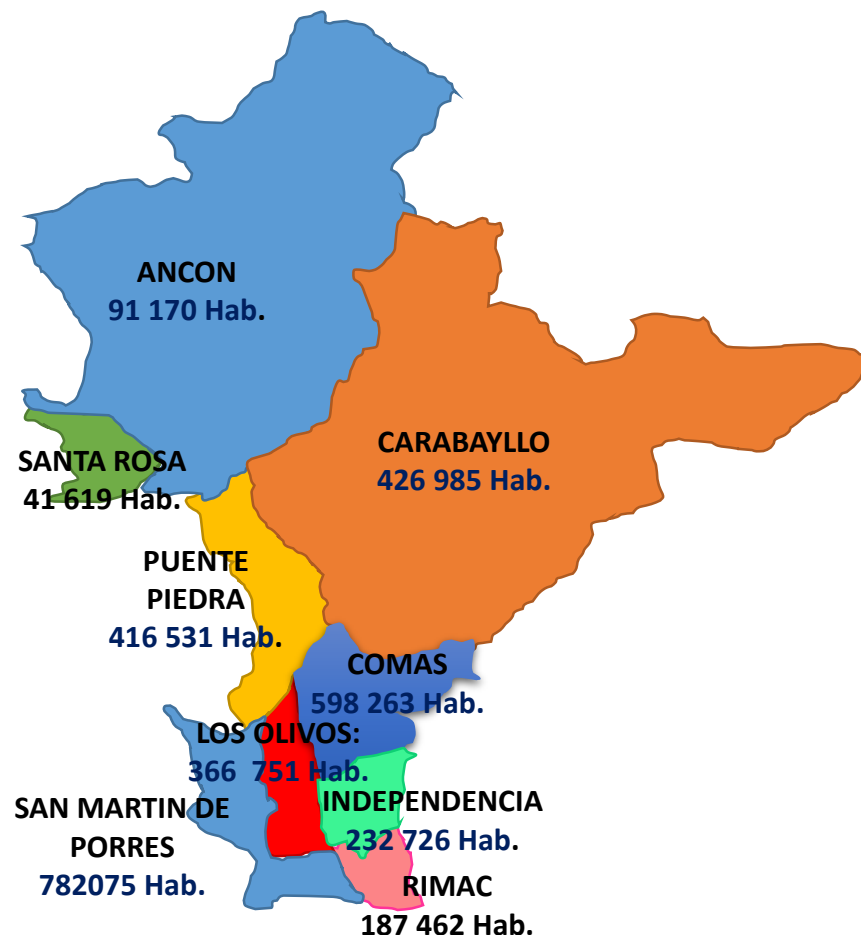 ANCON
91 170 Hab.
CARABAYLLO
426 985 Hab.
SANTA ROSA
41 619 Hab.
PUENTE
PIEDRA
416 531 Hab.
COMAS
598 263 Hab.
LOS OLIVOS:
366 751 Hab.
SAN MARTIN DE
PORRES
782075 Hab.
INDEPENDENCIA
232 726 Hab.
RIMAC
187 462 Hab.